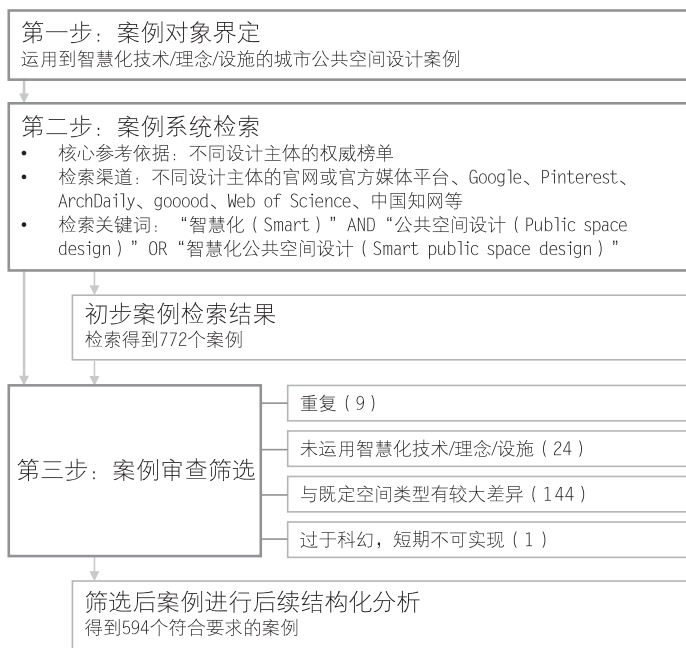 第一步：案例对象界定
运用到智慧化技术/理念/设施的城市公共空间设计案例
第二步：案例系统检索
• 核心参考依据：不同设计主体的权威榜单
• 检索渠道：不同设计主体的官网或官方媒体平台、Google、Pinterest、
ArchDaily、gooood、Web of Science、中国知网等
• 检索关键词：“智慧化（Smart）”AND“公共空间设计（Public space
design）”OR“智慧化公共空间设计（Smart public space design）”
初步案例检索结果
检索得到772个案例
第三步：案例审查筛选
重复（9）
未运用智慧化技术/理念/设施（24）
与既定空间类型有较大差异（144）
过于科幻，短期不可实现（1）
筛选后案例进行后续结构化分析
得到594个符合要求的案例